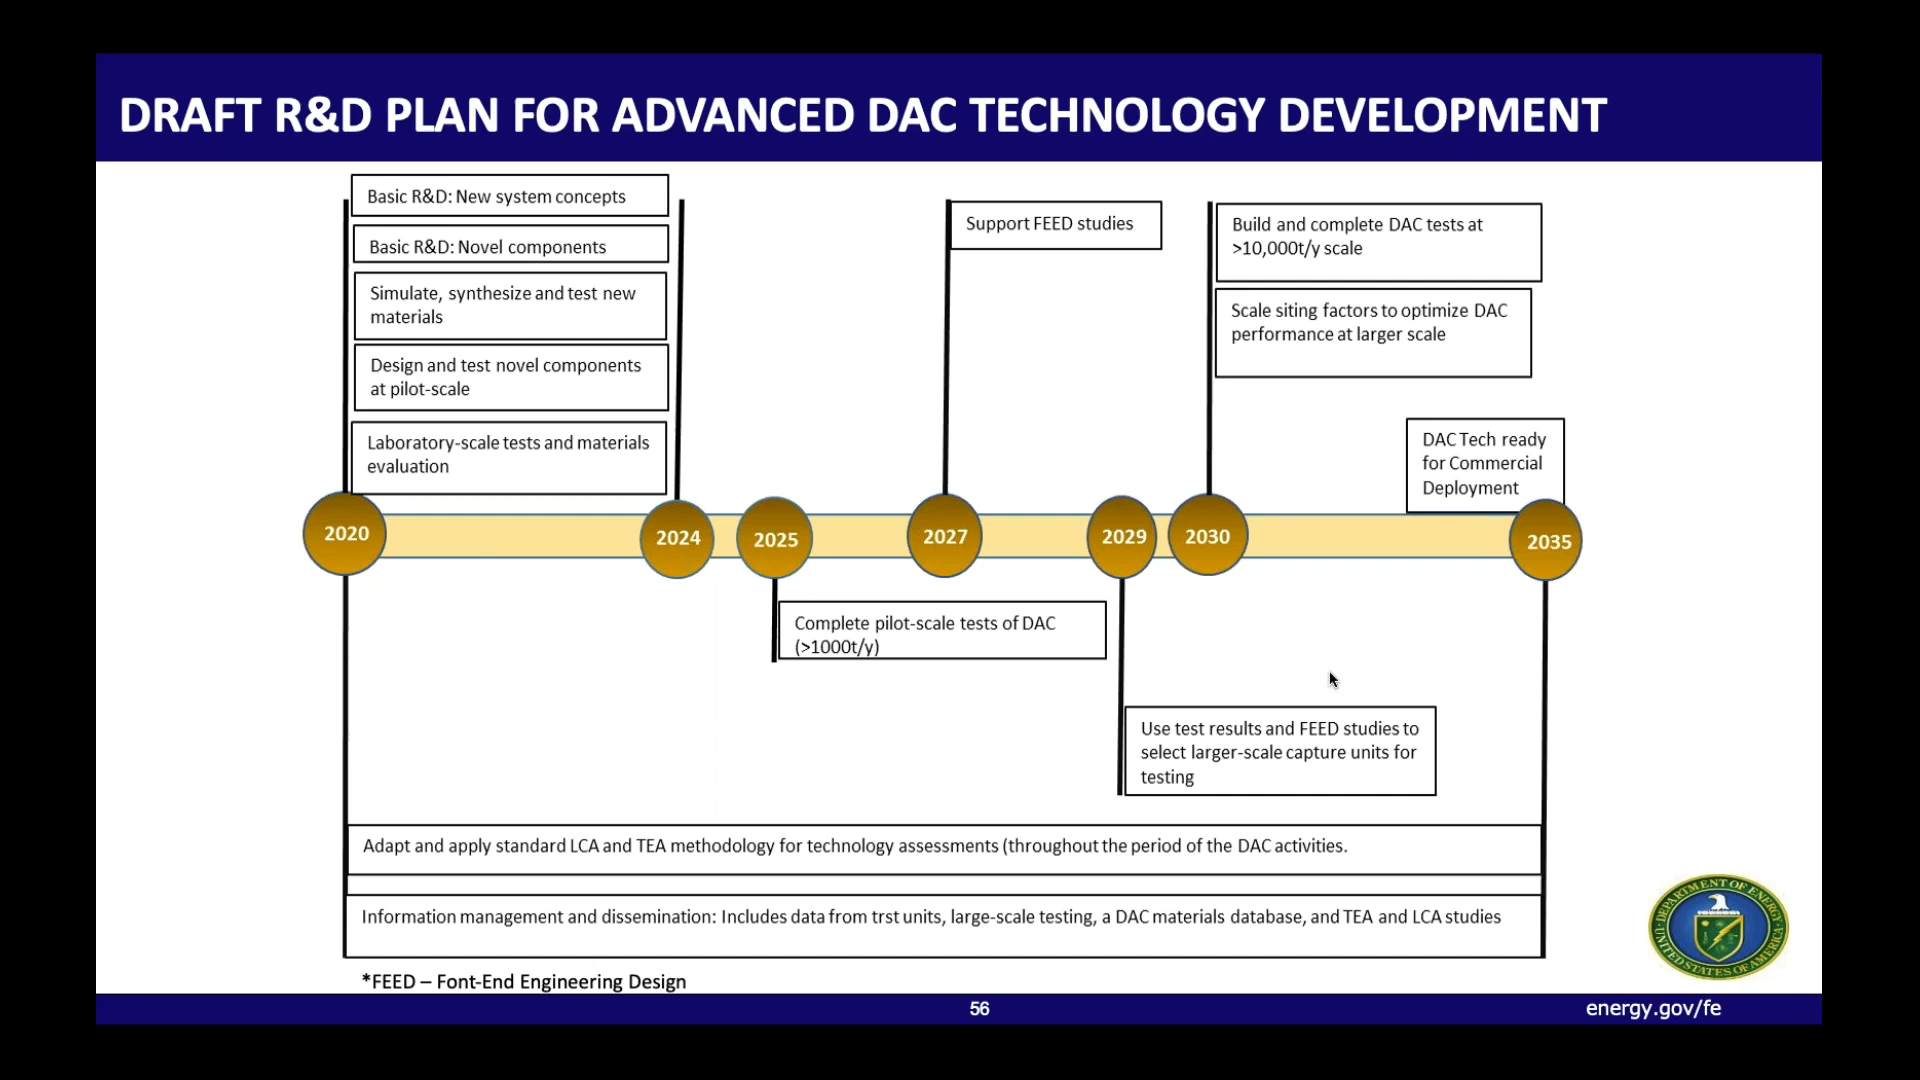 DRAFT R&D PLAN FOR ADVANCED DAC TECHNOLOGY DEVELOPMENT
Basic R&D: New system concepts
Basic R&D: Novel components
Simulate, synthesize and test new
materials
Design and test novel components
at pilot-scale
Laboratory-scale tests and materials
evaluation
Support FEED studies
Build and complete DAC tests at
>10,000t/y scale
Scale siting factors to optimize DAC
performance at larger scale
DAC Tech ready
for Commercial
Deployment
2020
2024
2025
2027
2029
2030
2035
Complete pilot-scale tests of DAC
(>1000t/y)
Use test results and FEED studies to
select larger-scale capture units for
testing
Adapt and apply standard LCA and TEA methodology for technology assessments (throughout the period of the DAC activities.
Information management and dissemination: Includes data from trst units, large-scale testing, a DAC materials database, and TEA and LCA studies
*FEED – Font-End Engineering Design
DEPARTMENT OF ENERGY
UNITED STATES OF AMERICA
56
energy.gov/fe